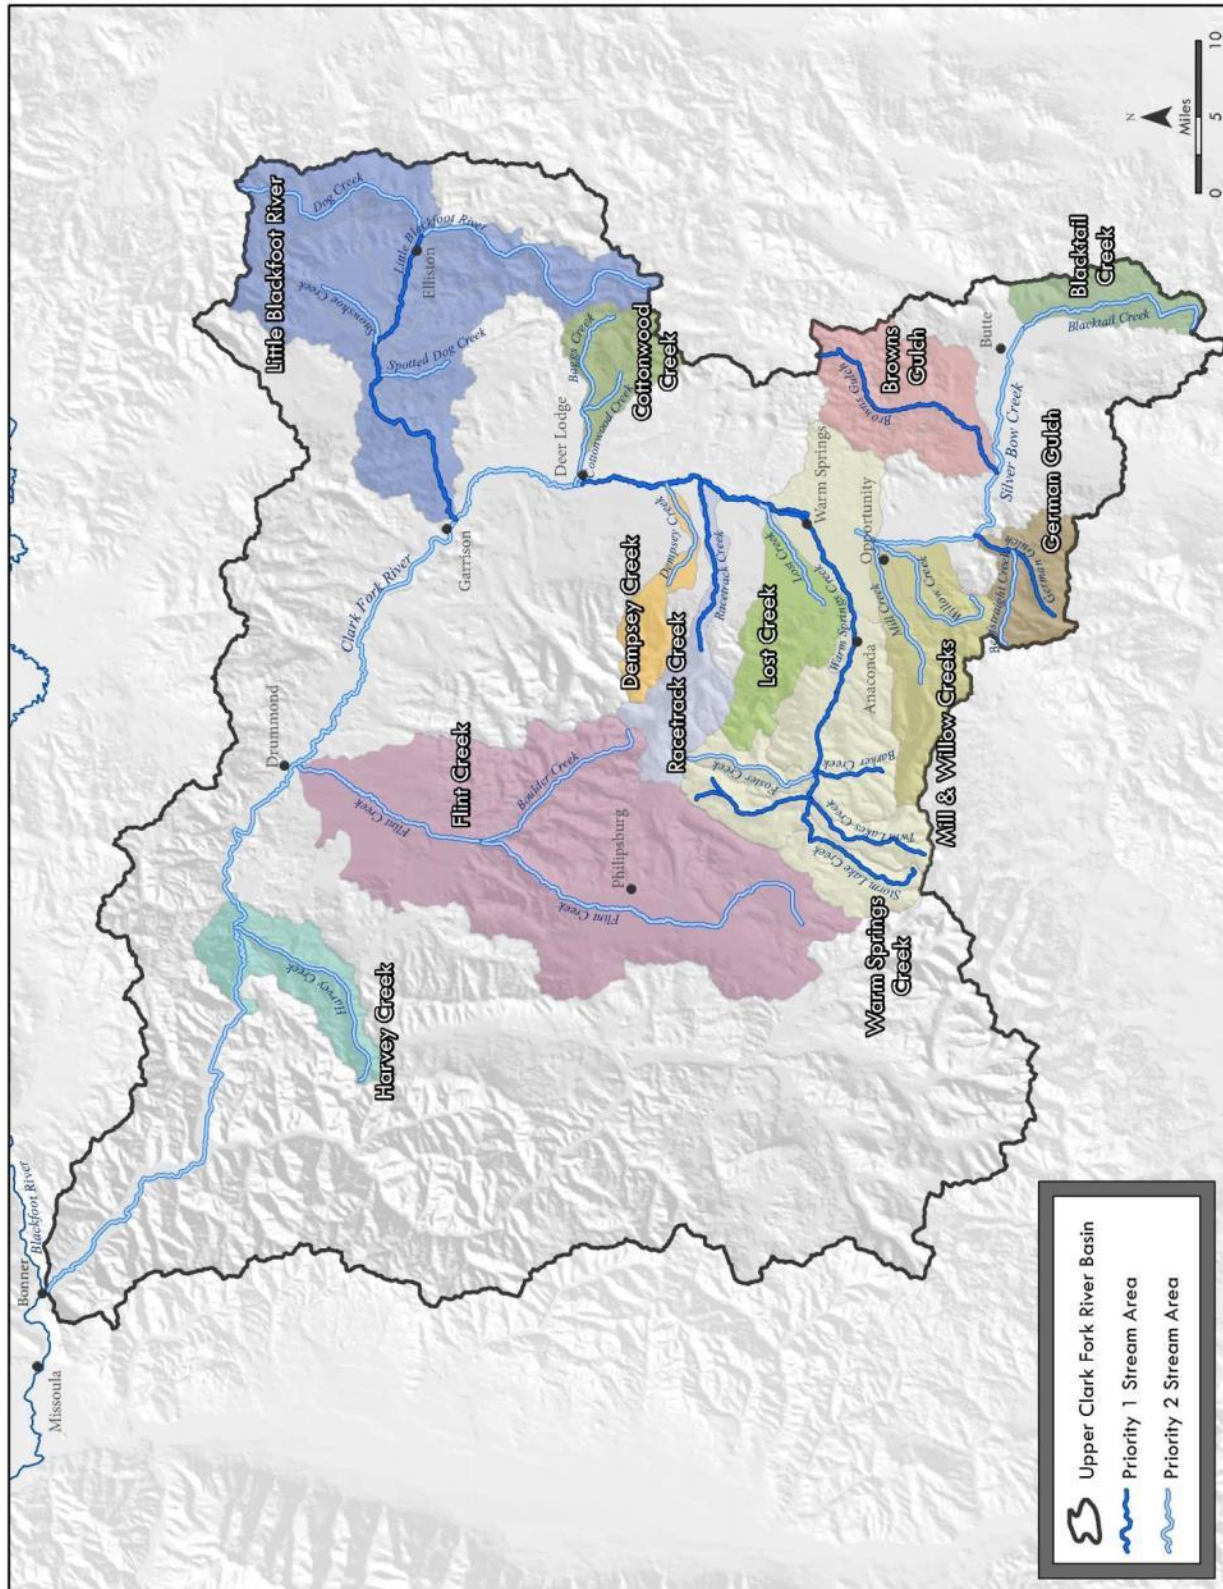 Missoula
Bonner
Blackfoot River
Clark Fork River
Drummond
Garrison
Harvey Creek
Harvey Creek
Flint Creek
Flint Creek
Boulder Creek
Philipsburg
Flint Creek
Little Blackfoot River
Dog Creek
Snowshoe Creek
Little Blackfoot River
Elliston
Spotted Dog Creek
Deer Lodge
Baggs Creek
Cottonwood Creek
Cottonwood
Creek
Dempsey Creek
Dempsey Creek
Racetrack Creek
Racetrack Creek
Lost Creek
Lost Creek
Warm Springs
Warm Springs Creek
Anaconda
Foster Creek
Barker Creek
Twin Lakes Creek
Storm Lake Creek
Warm Springs
Creek
Opportunity
Mill Creek
Willow Creek
Mill & Willow Creeks
Browns Gulch
Browns
Gulch
Butte
Silver Bow Creek
German Gulch
German Gulch
Blacktail Creek
Blacktail
Creek
Upper Clark Fork River Basin
Priority 1 Stream Area
Priority 2 Stream Area
N
Miles
0 5 10